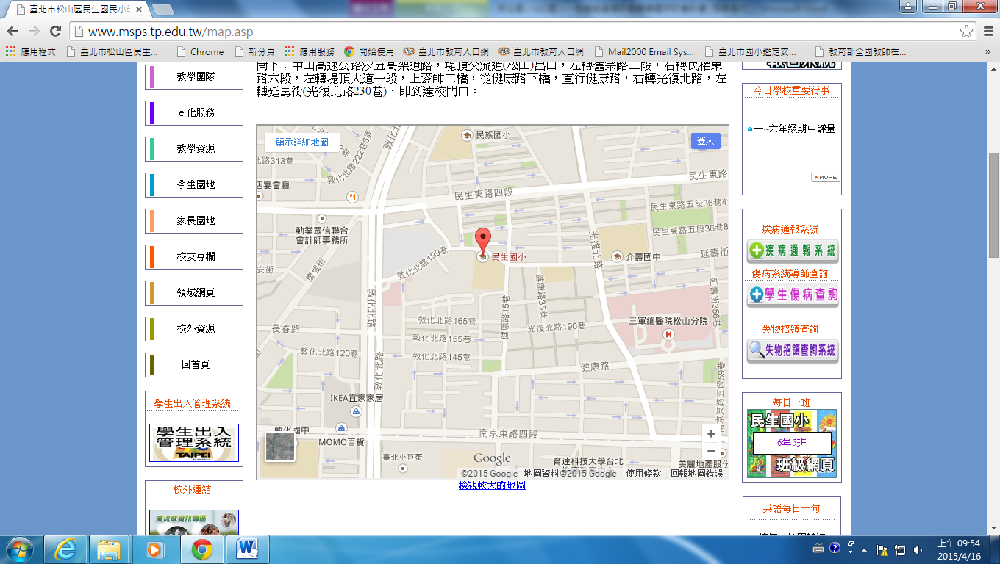 臺北市松山區民生國民小學
www.msps.tp.edu.tw/map.asp
應用程式
臺北市松山區民生...
Chrome
新分頁
應用服務
開始使用
臺北市教育入口網
臺北市教育入口網
Mail2000 Email Sys...
臺北市國小鑑定安...
教育部全國教師在...
»
教學團隊
e 化服務
教學資源
學生園地
家長園地
校友專欄
領域網頁
校外資源
回首頁
學生出入管理系統
學生出入
管理系統
TAIPEI
校外連結
禽流感資訊專區
南下：中山高速公路汐五高架道路，堤頂交流道(松山)出口，左轉舊宗路二段，右轉民權東
路六段，左轉堤頂大道一段，上麥帥二橋，從健康路下橋，直行健康路，右轉光復北路，左
轉延壽街(光復北路230巷)，即到達校門口。
顯示詳細地圖
登入
民族國小
敦化北路222巷6弄
敦化北
北路313巷
店宴會廳
民生東路
民生東路四段
民生東路五段36巷4
民生東路五段36巷8
勤業眾信聯合
會計師事務所
敦化北路199巷
民生國小
光復北路
介壽國中
延壽街
安街
慶城街
健康路35巷
延壽街356巷
敦化北路
健康路15巷
敦化北路165巷
光復北路190巷
三軍總醫院松山分院
長春路
敦化北路155巷
敦化北路120巷
敦化北路145巷
健康路
敦化北路
南京東路五段59巷
IKEA宜家家居
敦化國中
MOMO百貨
南京東路四段
臺北小巨蛋
Google
育達科技大學台北
美麗地產股份
©2015 Google - 地圖資料©2015 Google
使用條款
回報地圖錯誤
檢視較大的地圖
今日學校重要行事
一~六年級期中評量
MORE
疾病通報系統
疾病通報系統
傷病系統導師查詢
學生傷病查詢
失物招領查詢
失物招領查詢系統
每日一班
民生國小
6年5班
班級網頁
英語每日一句
上午 09:54
2015/4/16